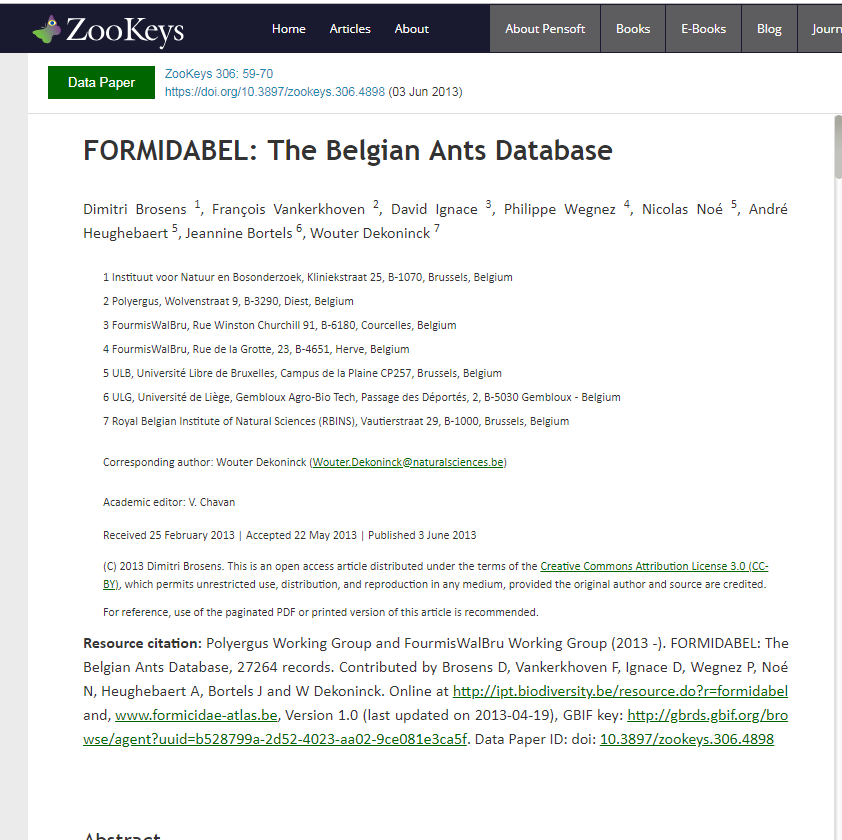 ZooKeys Home Articles About About Pensoft Books E-Books Blog Journ
Data Paper
ZooKeys 306: 59-70
https://doi.org/10.3897/zookeys.306.4898 (03 Jun 2013)
FORMIDABEL: The Belgian Ants Database
Dimitri Brosens 1, François Vankerkhoven 2, David Ignace 3, Philippe Wegnez 4, Nicolas Noé 5, André
Heughebaert 5, Jeannine Bortels 6, Wouter Dekoninck 7
1 Instituut voor Natuur en Bosonderzoek, Kliniekstraat 25, B-1070, Brussels, Belgium
2 Polyergus, Wolvenstraat 9, B-3290, Diest, Belgium
3 FourmisWalBru, Rue Winston Churchill 91, B-6180, Courcelles, Belgium
4 FourmisWalBru, Rue de la Grotte, 23, B-4651, Herve, Belgium
5 ULB, Université Libre de Bruxelles, Campus de la Plaine CP257, Brussels, Belgium
6 ULG, Université de Liège, Gembloux Agro-Bio Tech, Passage des Déportés, 2, B-5030 Gembloux - Belgium
7 Royal Belgian Institute of Natural Sciences (RBINS), Vautierstraat 29, B-1000, Brussels, Belgium
Corresponding author: Wouter Dekoninck (Wouter.Dekoninck@naturalsciences.be)
Academic editor: V. Chavan
Received 25 February 2013 | Accepted 22 May 2013 | Published 3 June 2013
(C) 2013 Dimitri Brosens. This is an open access article distributed under the terms of the Creative Commons Attribution License 3.0 (CC-
BY), which permits unrestricted use, distribution, and reproduction in any medium, provided the original author and source are credited.
For reference, use of the paginated PDF or printed version of this article is recommended.
Resource citation: Polyergus Working Group and FourmisWalBru Working Group (2013 -). FORMIDABEL: The
Belgian Ants Database, 27264 records. Contributed by Brosens D, Vankerkhoven F, Ignace D, Wegnez P, Noé
N, Heughebaert A, Bortels J and W Dekoninck. Online at http://ipt.biodiversity.be/resource.do?r=formidabel
and, www.formicidae-atlas.be, Version 1.0 (last updated on 2013-04-19), GBIF key: http://gbrds.gbif.org/bro
wse/agent?uuid=b528799a-2d52-4023-aa02-9ce081e3ca5f. Data Paper ID: doi: 10.3897/zookeys.306.4898
Abstract